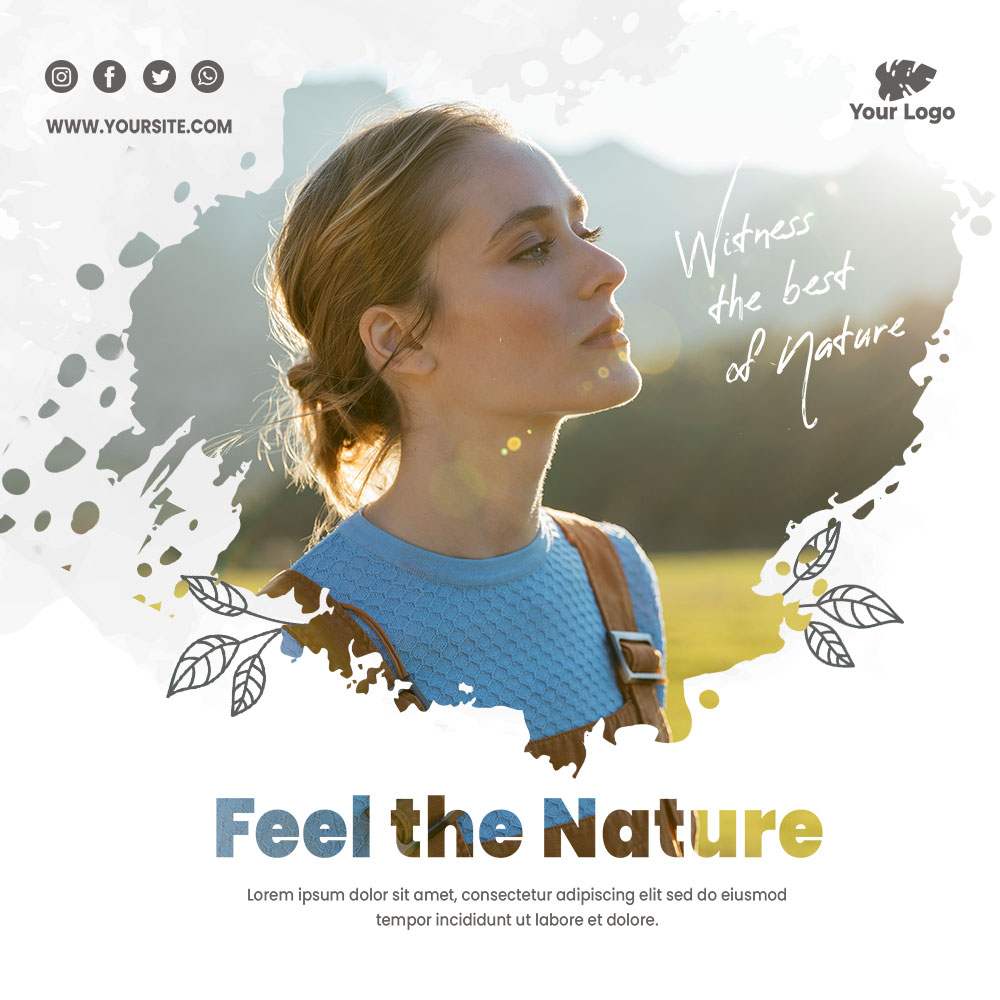 WWW.YOURSITE.COM
Your Logo
Witness
the best
of Nature
Feel the Nature
Lorem ipsum dolor sit amet, consectetur adipiscing elit sed do eiusmod
tempor incididunt ut labore et dolore.